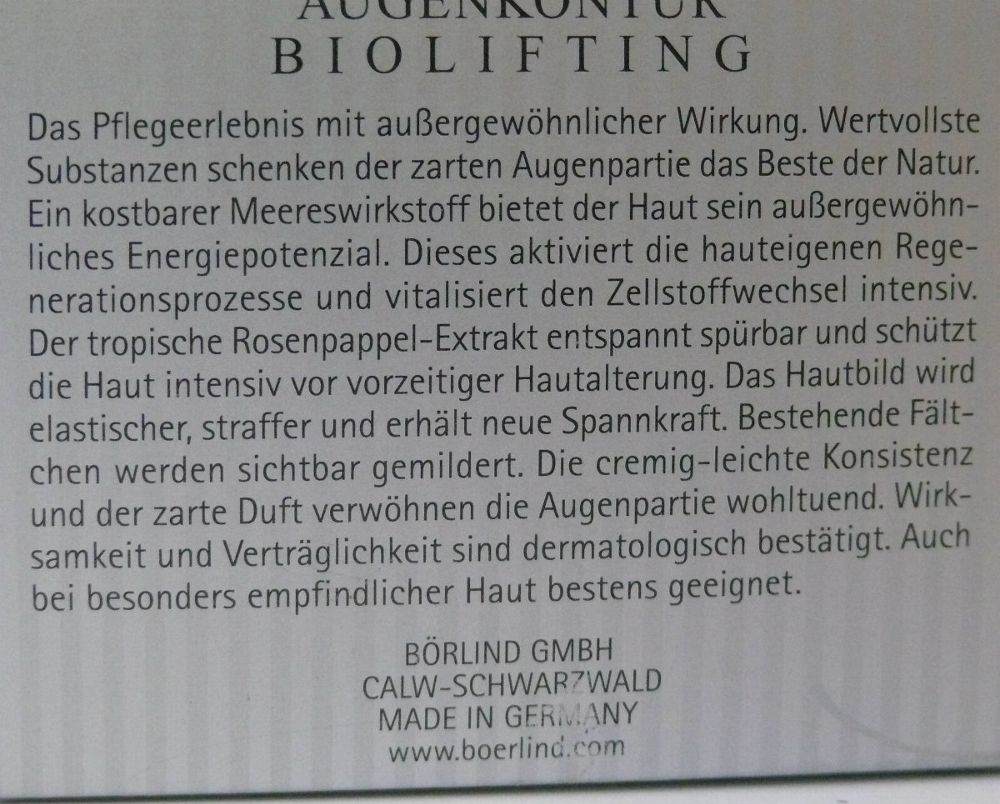 AUGENKONTUR
BIOLIFTING
Das Pflegeerlebnis mit außergewöhnlicher Wirkung. Wertvollste
Substanzen schenken der zarten Augenpartie das Beste der Natur.
Ein kostbarer Meereswirkstoff bietet der Haut sein außergewöhn-
liches Energiepotenzial. Dieses aktiviert die hauteigenen Rege-
nerationsprozesse und vitalisiert den Zellstoffwechsel intensiv.
Der tropische Rosenpappel-Extrakt entspannt spürbar und schützt
die Haut intensiv vor vorzeitiger Hautalterung. Das Hautbild wird
elastischer, straffer und erhält neue Spannkraft. Bestehende Fält-
chen werden sichtbar gemildert. Die cremig-leichte Konsistenz
und der zarte Duft verwöhnen die Augenpartie wohltuend. Wirk-
samkeit und Verträglichkeit sind dermatologisch bestätigt. Auch
bei besonders empfindlicher Haut bestens geeignet.
BÖRLIND GMBH
CALW-SCHWARZWALD
MADE IN GERMANY
www.boerlind.com